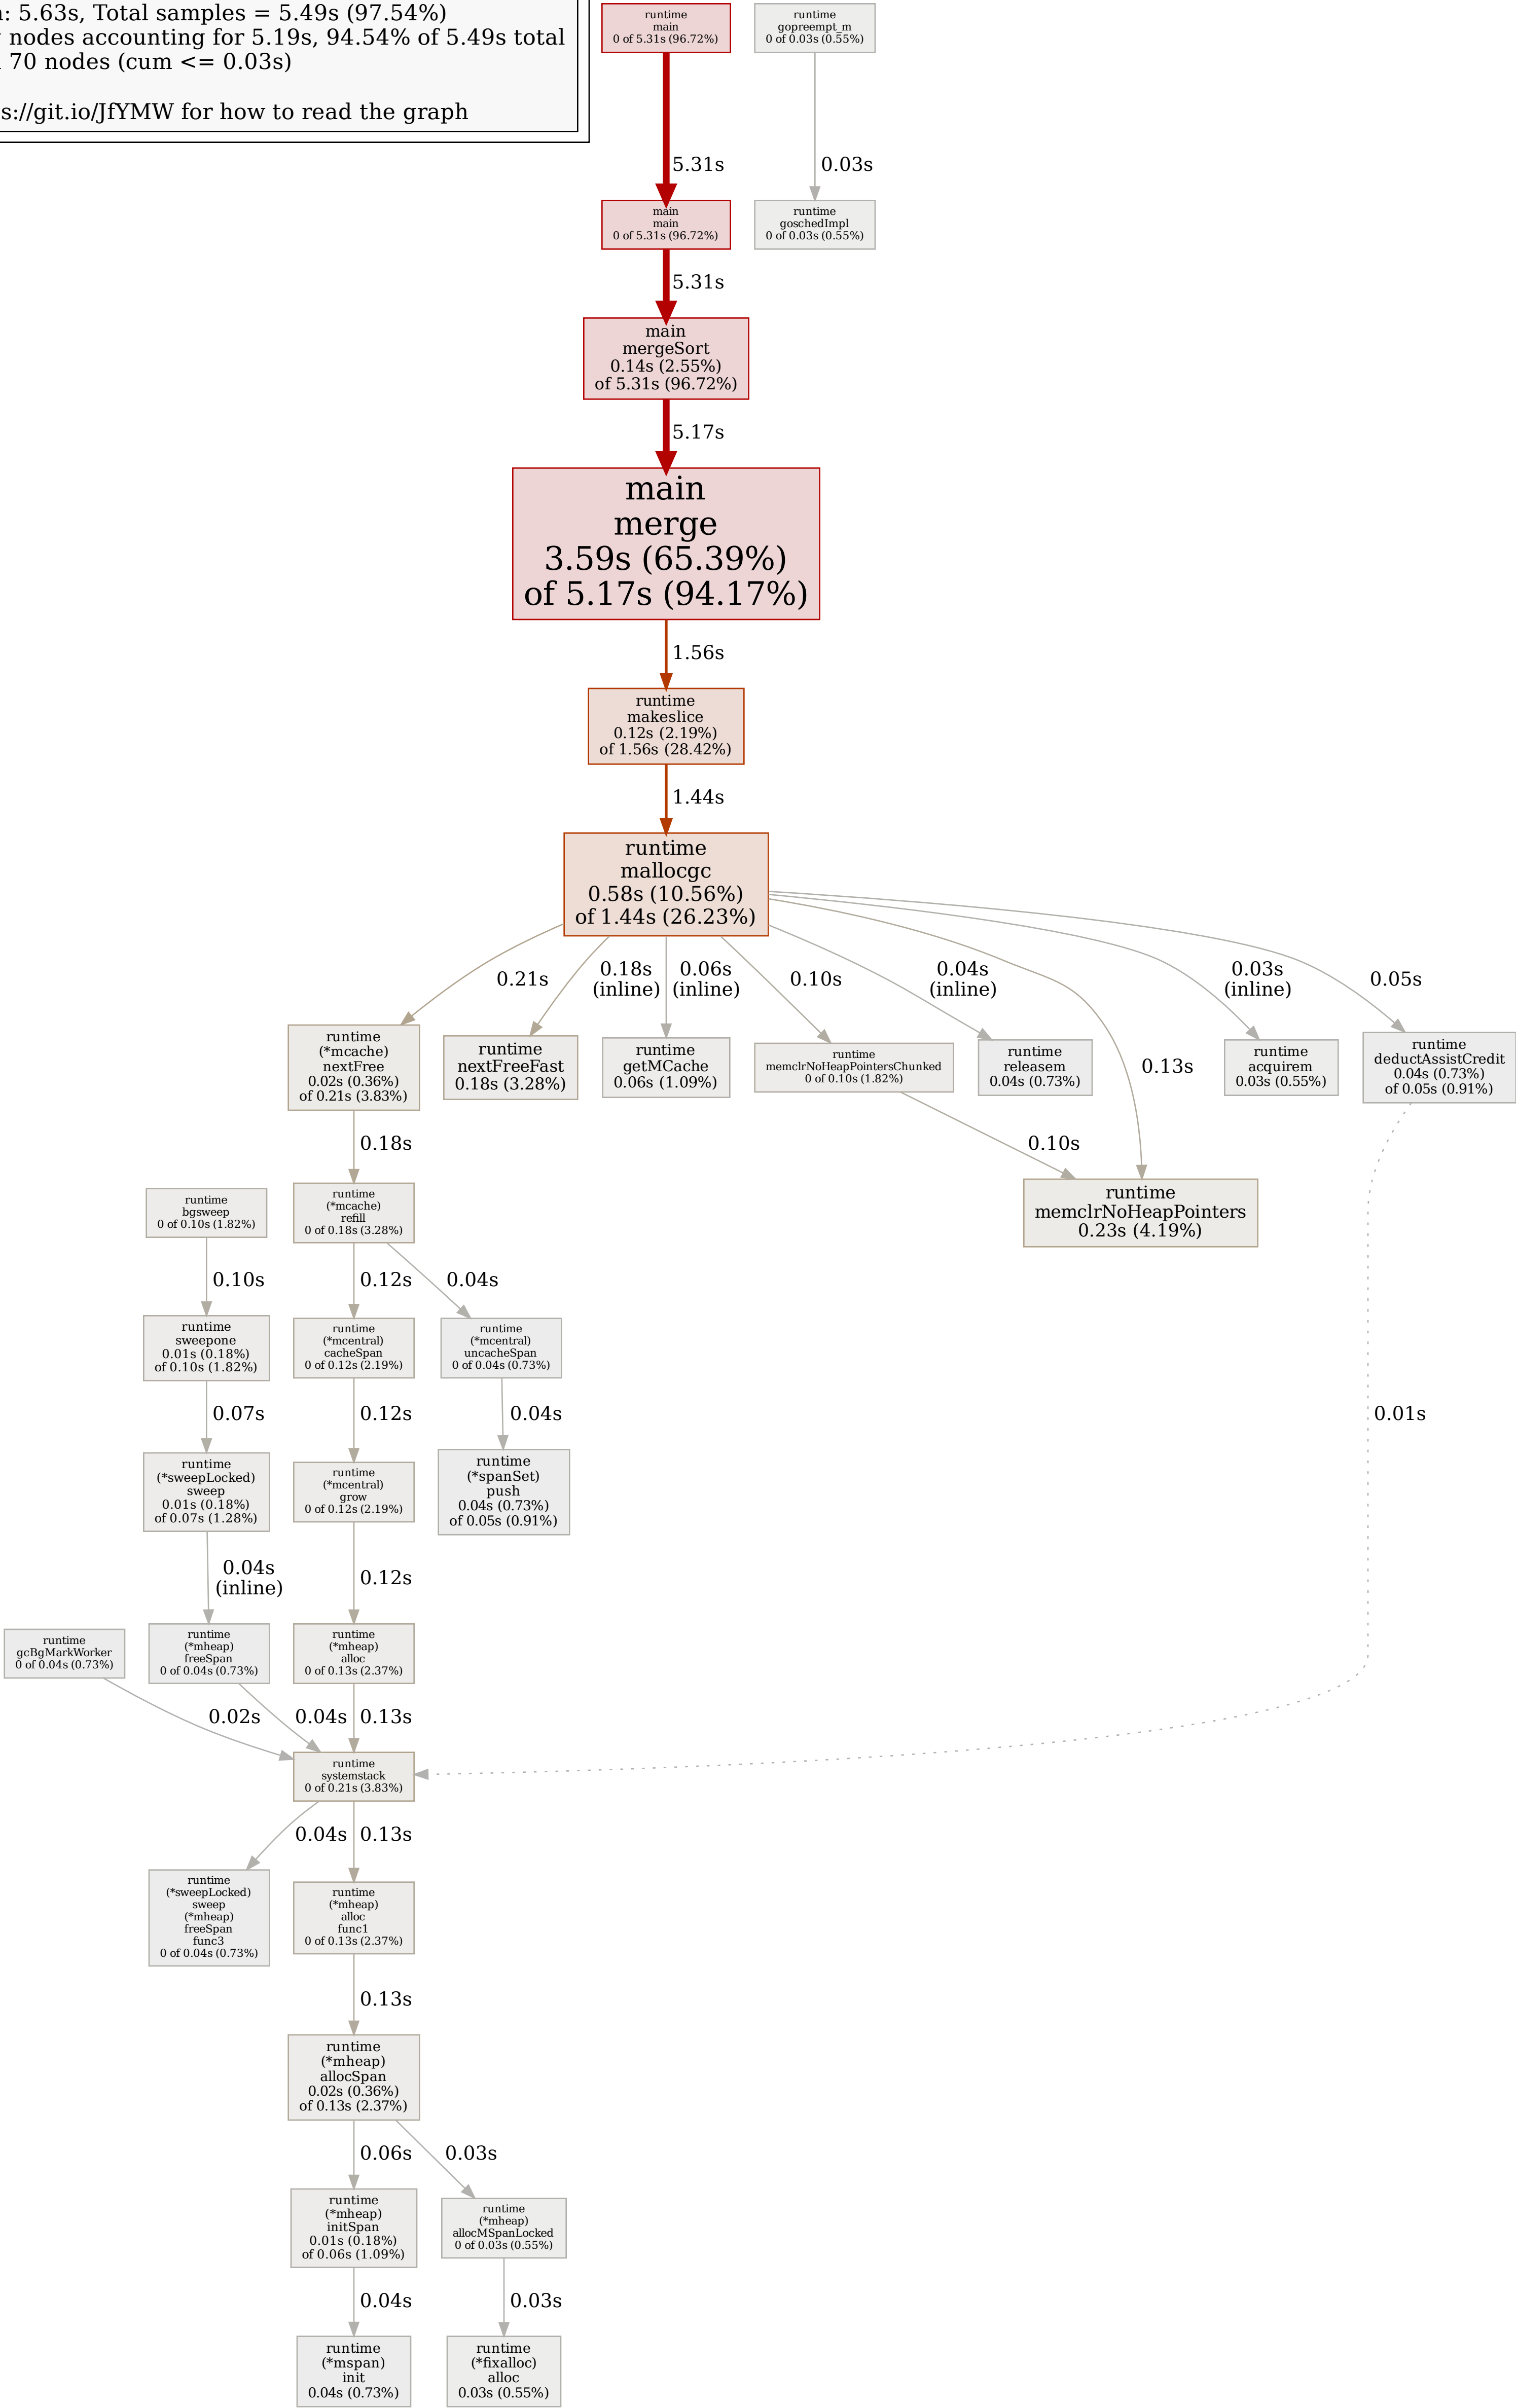 : 5.63s, Total samples = 5.49s (97.54%)
nodes accounting for 5.19s, 94.54% of 5.49s total
70 nodes (cum <= 0.03s)
s://git.io/JfYMW for how to read the graph
runtime
main
0 of 5.31s (96.72%)
runtime
gopreempt_m
0 of 0.03s (0.55%)
5.31s
0.03s
main
main
0 of 5.31s (96.72%)
runtime
goschedImpl
0 of 0.03s (0.55%)
5.31s
main
mergeSort
0.14s (2.55%)
of 5.31s (96.72%)
5.17s
main
merge
3.59s (65.39%)
of 5.17s (94.17%)
1.56s
runtime
makeslice
0.12s (2.19%)
of 1.56s (28.42%)
1.44s
runtime
mallocgc
0.58s (10.56%)
of 1.44s (26.23%)
0.21s
0.18s
(inline)
0.06s
(inline)
0.10s
0.04s
(inline)
0.13s
0.03s
(inline)
0.05s
runtime
(*mcache)
nextFree
0.02s (0.36%)
of 0.21s (3.83%)
runtime
nextFreeFast
0.18s (3.28%)
runtime
getMCache
0.06s (1.09%)
runtime
memclrNoHeapPointersChunked
0 of 0.10s (1.82%)
runtime
releasem
0.04s (0.73%)
runtime
acquirem
0.03s (0.55%)
runtime
deductAssistCredit
0.04s (0.73%)
of 0.05s (0.91%)
0.18s
0.10s
runtime
bgsweep
0 of 0.10s (1.82%)
runtime
(*mcache)
refill
0 of 0.18s (3.28%)
runtime
memclrNoHeapPointers
0.23s (4.19%)
0.10s
0.12s
0.04s
runtime
sweepone
0.01s (0.18%)
of 0.10s (1.82%)
runtime
(*mcentral)
cacheSpan
0 of 0.12s (2.19%)
runtime
(*mcentral)
uncacheSpan
0 of 0.04s (0.73%)
0.07s
0.12s
0.04s
0.01s
runtime
(*sweepLocked)
sweep
0.01s (0.18%)
of 0.07s (1.28%)
runtime
(*mcentral)
grow
0 of 0.12s (2.19%)
runtime
(*spanSet)
push
0.04s (0.73%)
of 0.05s (0.91%)
0.04s
(inline)
0.12s
runtime
gcBgMarkWorker
0 of 0.04s (0.73%)
runtime
(*mheap)
freeSpan
0 of 0.04s (0.73%)
runtime
(*mheap)
alloc
0 of 0.13s (2.37%)
0.02s
0.04s
0.13s
runtime
systemstack
0 of 0.21s (3.83%)
0.04s
0.13s
runtime
(*sweepLocked)
sweep
(*mheap)
freeSpan
func3
0 of 0.04s (0.73%)
runtime
(*mheap)
alloc
func1
0 of 0.13s (2.37%)
0.13s
runtime
(*mheap)
allocSpan
0.02s (0.36%)
of 0.13s (2.37%)
0.06s
0.03s
runtime
(*mheap)
initSpan
0.01s (0.18%)
of 0.06s (1.09%)
runtime
(*mheap)
allocMSpanLocked
0 of 0.03s (0.55%)
0.04s
0.03s
runtime
(*mspan)
init
0.04s (0.73%)
runtime
(*fixalloc)
alloc
0.03s (0.55%)